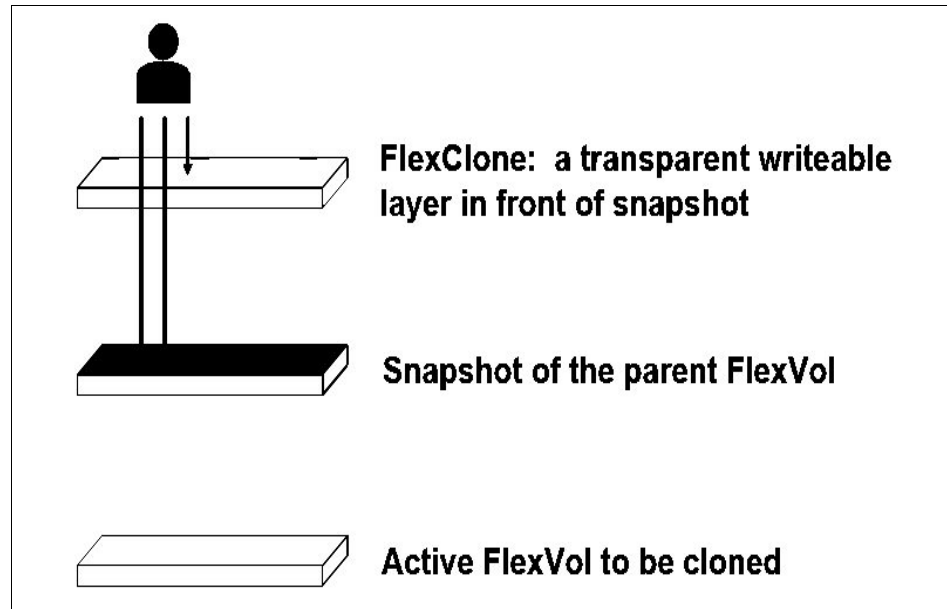 FlexClone: a transparent writeable
layer in front of snapshot
Snapshot of the parent FlexVol
Active FlexVol to be cloned